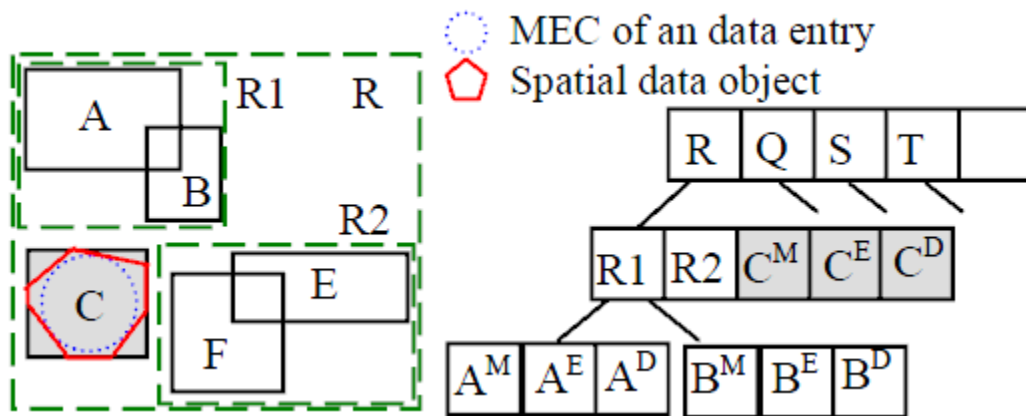 MEC of an data entry
Spatial data object
A
B
R1 R
R2
C
E
F
R Q S T
R1 R2 C^M C^E C^D
A^M A^E A^D B^M B^E B^D